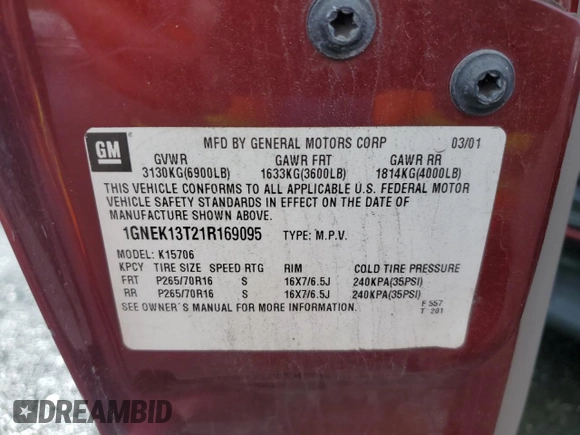 GM
MFD BY GENERAL MOTORS CORP 03/01
GVWR GAWR FRT GAWR RR
3130KG(6900LB) 1633KG(3600LB) 1814KG(4000LB)
THIS VEHICLE CONFORMS TO ALL APPLICABLE U.S. FEDERAL MOTOR
VEHICLE SAFETY STANDARDS IN EFFECT ON THE DATE OF
MANUFACTURE SHOWN ABOVE.
1GNEK13T21R169095 TYPE: M.P.V.
MODEL: K15706
KPCY TIRE SIZE SPEED RTG RIM COLD TIRE PRESSURE
FRT P265/70R16 S 16X7/6.5J 240KPA(35PSI)
RR P265/70R16 S 16X7/6.5J 240KPA(35PSI)
SEE OWNER'S MANUAL FOR MORE INFORMATION.
F 557
T 201
DREAMBID